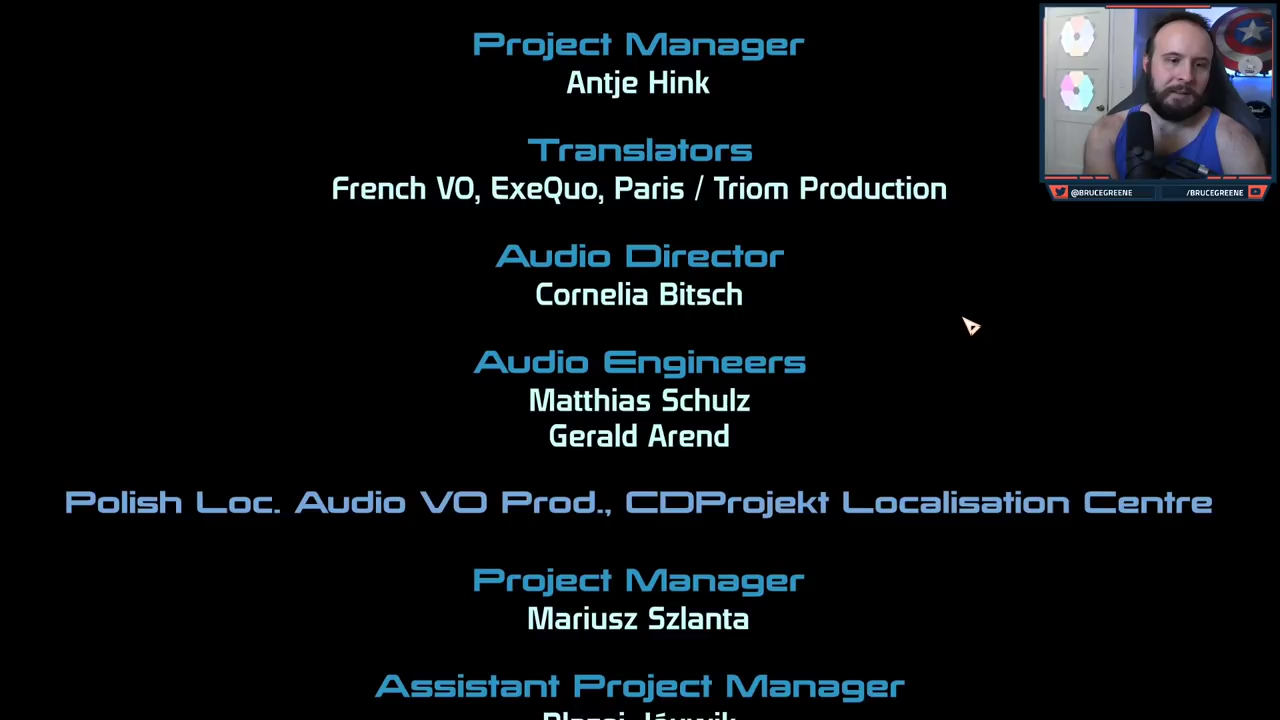 Project Manager
Antje Hink
@BRUCEGREENE
/BRUCEGREENE
Translators
French VO, ExeQuo, Paris / Triom Production
Audio Director
Cornelia Bitsch
Audio Engineers
Matthias Schulz
Gerald Arend
Polish Loc. Audio VO Prod., CDProjekt Localisation Centre
Project Manager
Mariusz Szlanta
Assistant Project Manager